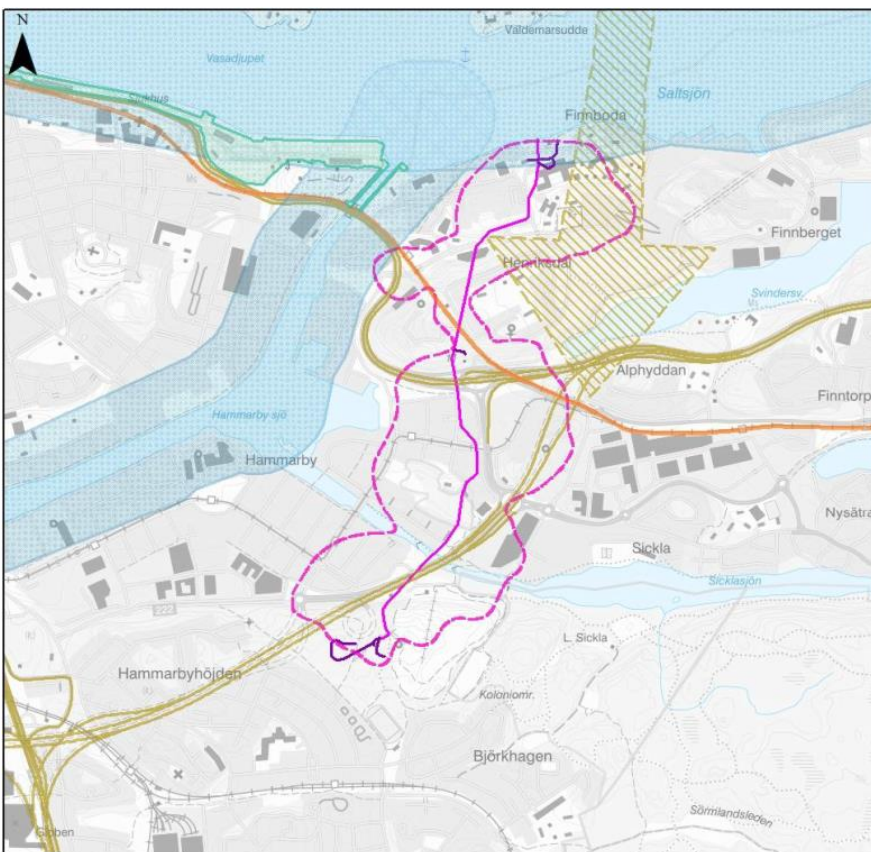 N
Valdemarsudde
Vasadjupet
Saltsjön
Sjukhus
Finnboda
Finnberget
Henriksdal
Svindersv.
Alphyddan
Finntorp
Hammarby sjö
Hammarby
Nysätra
Sickla
Sicklasjön
222
L. Sickla
Hammarbyhöjden
Koloniomr.
Björkhagen
Sörmlandsleden
Globen